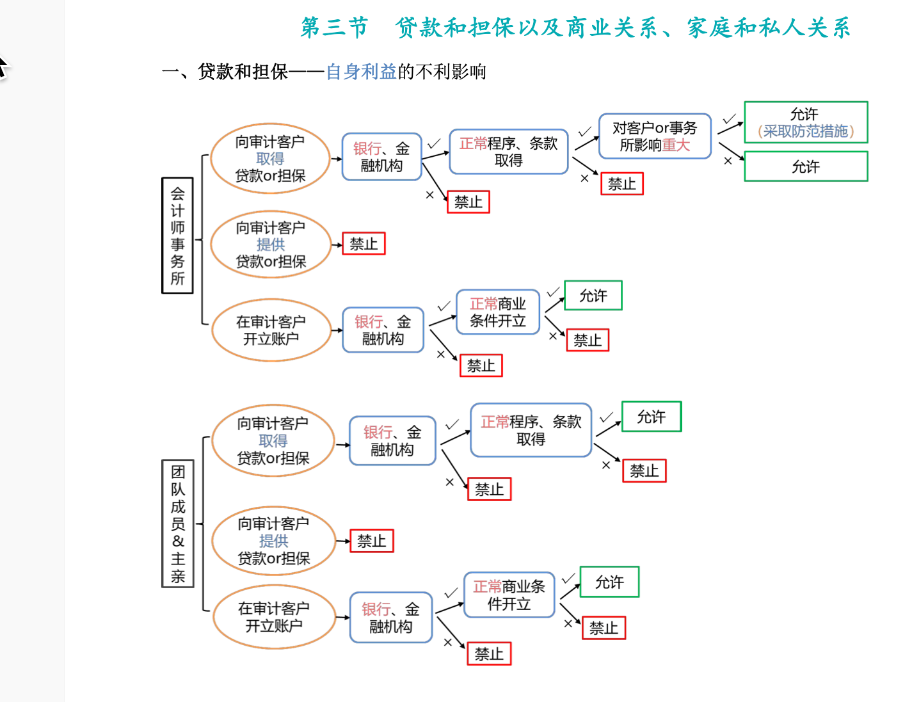 第三节 贷款和担保以及商业关系、家庭和私人关系
一、贷款和担保——自身利益的不利影响
会
计
师
事
务
所
向审计客户
取得
贷款or担保
银行、金
融机构
✓
正常程序、条款
取得
✓
对客户or事务
所影响重大
✓
允许
（采取防范措施）
×
允许
×
禁止
×
禁止
向审计客户
提供
贷款or担保
禁止
在审计客户
开立账户
银行、金
融机构
✓
正常商业
条件开立
✓
允许
×
禁止
×
禁止
团
队
成
员
&
主
亲
向审计客户
取得
贷款or担保
银行、金
融机构
✓
正常程序、条款
取得
✓
允许
×
禁止
×
禁止
向审计客户
提供
贷款or担保
禁止
在审计客户
开立账户
银行、金
融机构
✓
正常商业条
件开立
✓
允许
×
禁止
×
禁止